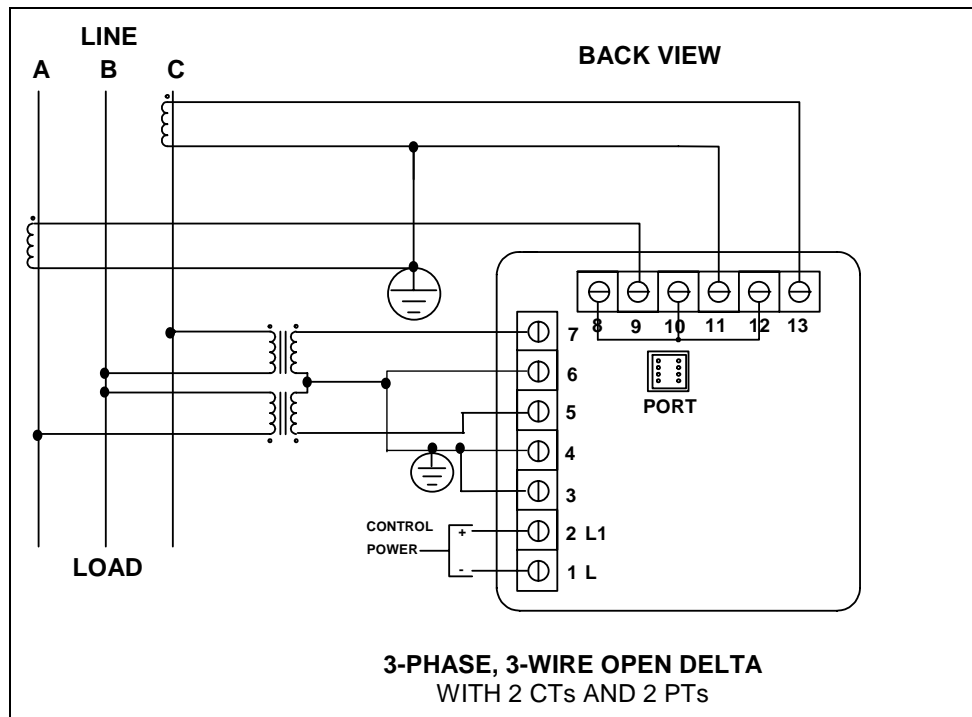 LINE
BACK VIEW
A B C
8 9 10 11 12 13
7
PORT
6
5
4
3
CONTROL
POWER
+
2 L1
-
1 L
LOAD
3-PHASE, 3-WIRE OPEN DELTA
WITH 2 CTs AND 2 PTs